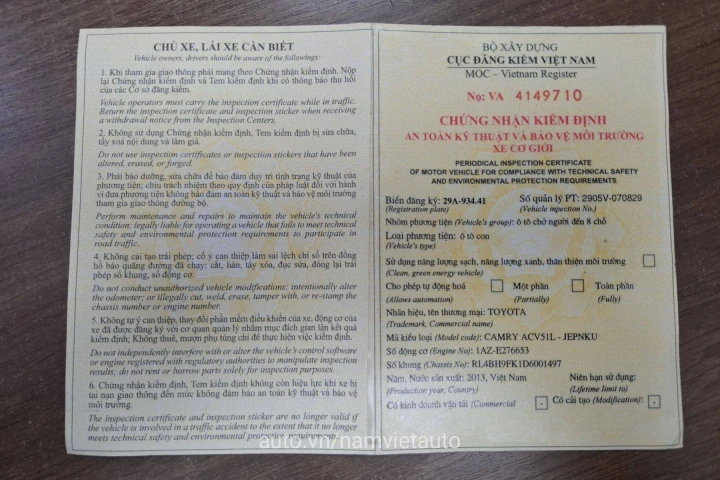 CHỦ XE, LÁI XE CẦN BIẾT
Vehicle owners, drivers should be aware of the followings:
1. Khi tham gia giao thông phải mang theo Chứng nhận kiểm định. Nộp
lại Chứng nhận kiểm định và Tem kiểm định khi có thông báo thu hồi
của các Cơ sở đăng kiểm.
Vehicle operators must carry the inspection certificate while in traffic.
Return the inspection certificate and inspection sticker when receiving
a withdrawal notice from the Inspection Centers.
2. Không sử dụng Chứng nhận kiểm định, Tem kiểm định bị sửa chữa,
tẩy xoá nội dung và làm giả.
Do not use inspection certificates or inspection stickers that have been
altered, erased, or forged.
3. Phải bảo dưỡng, sửa chữa để bảo đảm duy trì tình trạng kỹ thuật của
phương tiện; chịu trách nhiệm theo quy định của pháp luật đối với hành
vi đưa phương tiện không bảo đảm an toàn kỹ thuật và bảo vệ môi trường
tham gia giao thông đường bộ.
Perform maintenance and repairs to maintain the vehicle's technical
condition; legally liable for operating a vehicle that fails to meet technical
safety and environmental protection requirements to participate in
road traffic.
4. Không cải tạo trái phép; cố ý can thiệp làm sai lệch chỉ số trên đồng
hồ báo quãng đường đã chạy; cắt, hàn, tẩy xóa, đục sửa, đóng lại trái
phép số khung, số động cơ.
Do not conduct unauthorized vehicle modifications: intentionally alter
the odometer; or illegally cut, weld, erase, tamper with, or re-stamp the
chassis number or engine number.
5. Không tự ý can thiệp, thay đổi phần mềm điều khiển của xe, động cơ của
xe đã được đăng ký với cơ quan quản lý nhằm mục đích gian lận kết quả
kiểm định; Không thuê, mượn phụ tùng chỉ để thực hiện việc kiểm định.
Do not independently interfere with or alter the vehicle's control software
or engine registered with regulatory authorities to manipulate inspection
results; do not rent or borrow parts solely for inspection purposes.
6. Chứng nhận kiểm định, Tem kiểm định không còn hiệu lực khi xe bị
tai nạn giao thông đến mức không đảm bảo an toàn kỹ thuật và bảo vệ
môi trường.
The inspection certificate and inspection sticker are no longer valid if
the vehicle is involved in a traffic accident to the extent that it no longer
meets technical safety and environmental protection requirements.
BỘ XÂY DỰNG
CỤC ĐĂNG KIỂM VIỆT NAM
MOC – Vietnam Register
No: VA 4149710
CHỨNG NHẬN KIỂM ĐỊNH
AN TOÀN KỸ THUẬT VÀ BẢO VỆ MÔI TRƯỜNG
XE CƠ GIỚI
PERIODICAL INSPECTION CERTIFICATE
OF MOTOR VEHICLE FOR COMPLIANCE WITH TECHNICAL SAFETY
AND ENVIRONMENTAL PROTECTION REQUIREMENTS
Biển đăng ký: 29A-934.41 Số quản lý PT: 2905V-070829
(Registration plate) (Vehicle inpection No.)
Nhóm phương tiện (Vehicle's group): ô tô chở người đến 8 chỗ
Loại phương tiện: ô tô con
(Vehicle's type)
Sử dụng năng lượng sạch, năng lượng xanh, thân thiện môi trường
(Clean, green energy vehicle)
Cho phép tự động hoá Một phần Toàn phần
(Allows automation) (Partially) (Fully)
Nhãn hiệu, tên thương mại: TOYOTA
(Trademark, Commercial name)
Mã kiểu loại (Model code): CAMRY ACV51L - JEPNKU
Số động cơ (Engine No): 1AZ-E276653
Số khung (Chassis No): RL4BH9FK1D6001497
Năm, Nước sản xuất: 2013, Việt Nam Niên hạn sử dụng:
(Production year, Country) (Lifetime limit to)
Có kinh doanh vận tải (Commercial - Có cải tạo (Modification): -
auto.vn/namvietauto